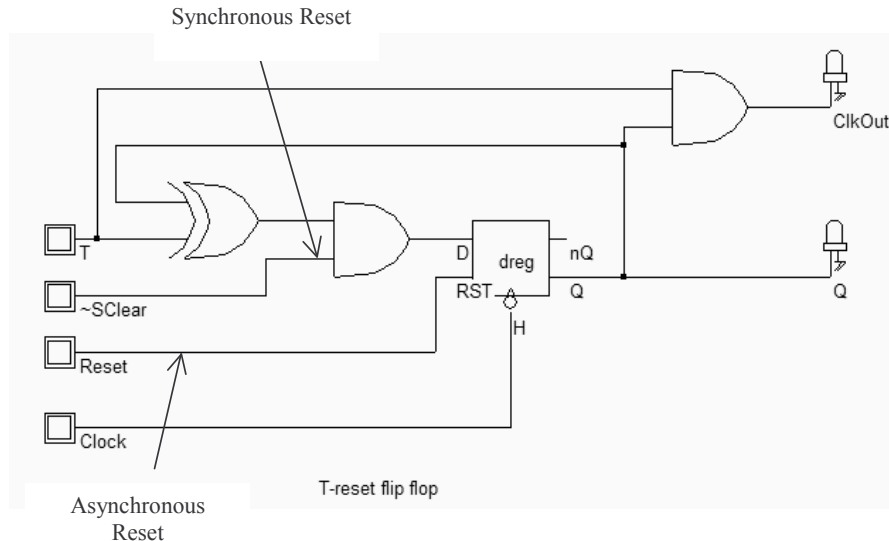 Synchronous Reset
ClkOut
T
D
dreg
nQ
~SClear
RST
Q
Q
H
Reset
Clock
T-reset flip flop
Asynchronous
Reset